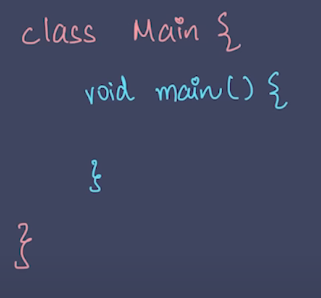 class Main {
void main() {
}
}